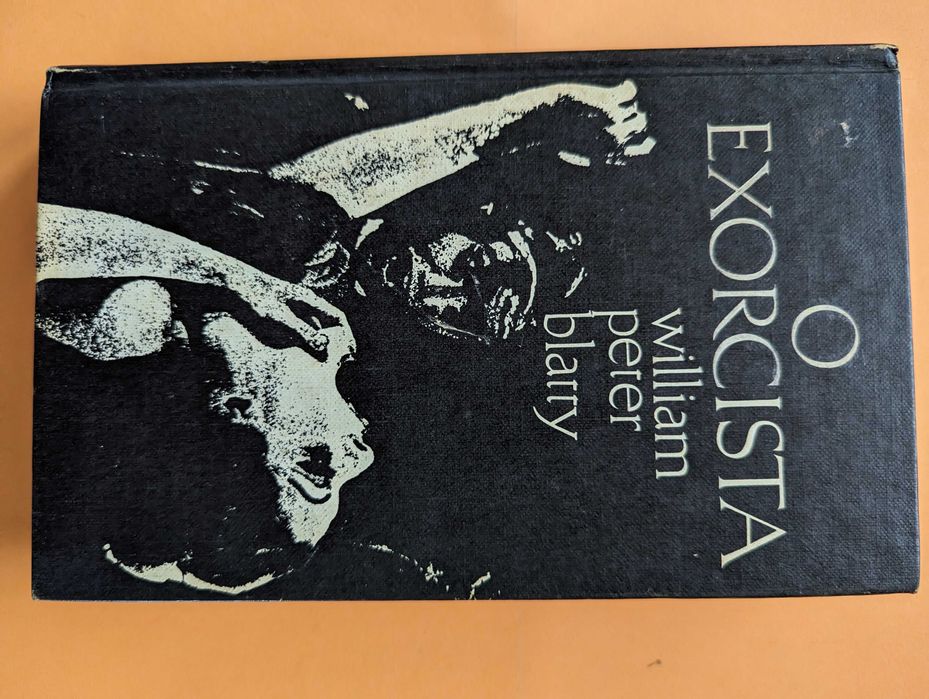 O
EXORCISTA
william
peter
blatty